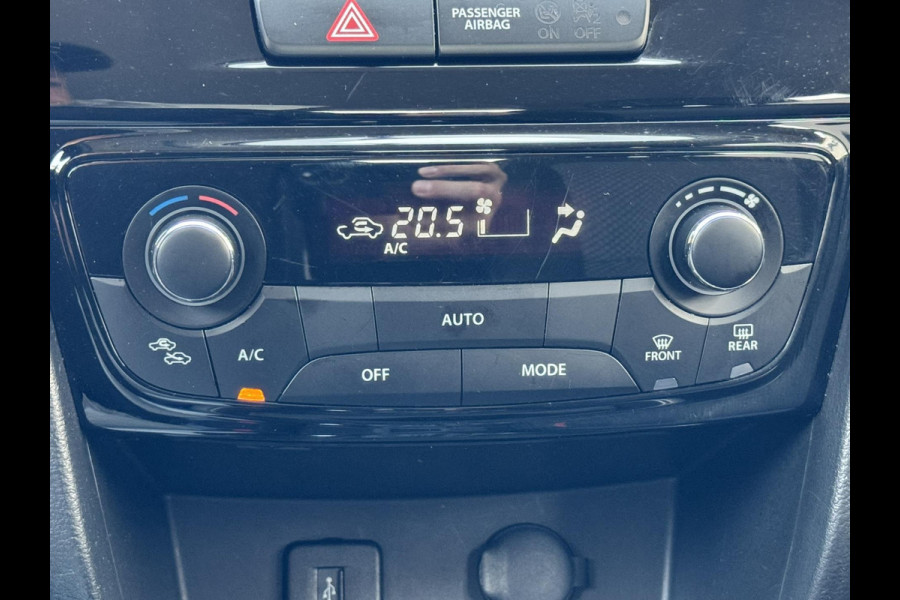 PASSENGER
AIRBAG
ON OFF
20.5
A/C
AUTO
A/C
OFF
MODE
FRONT
REAR